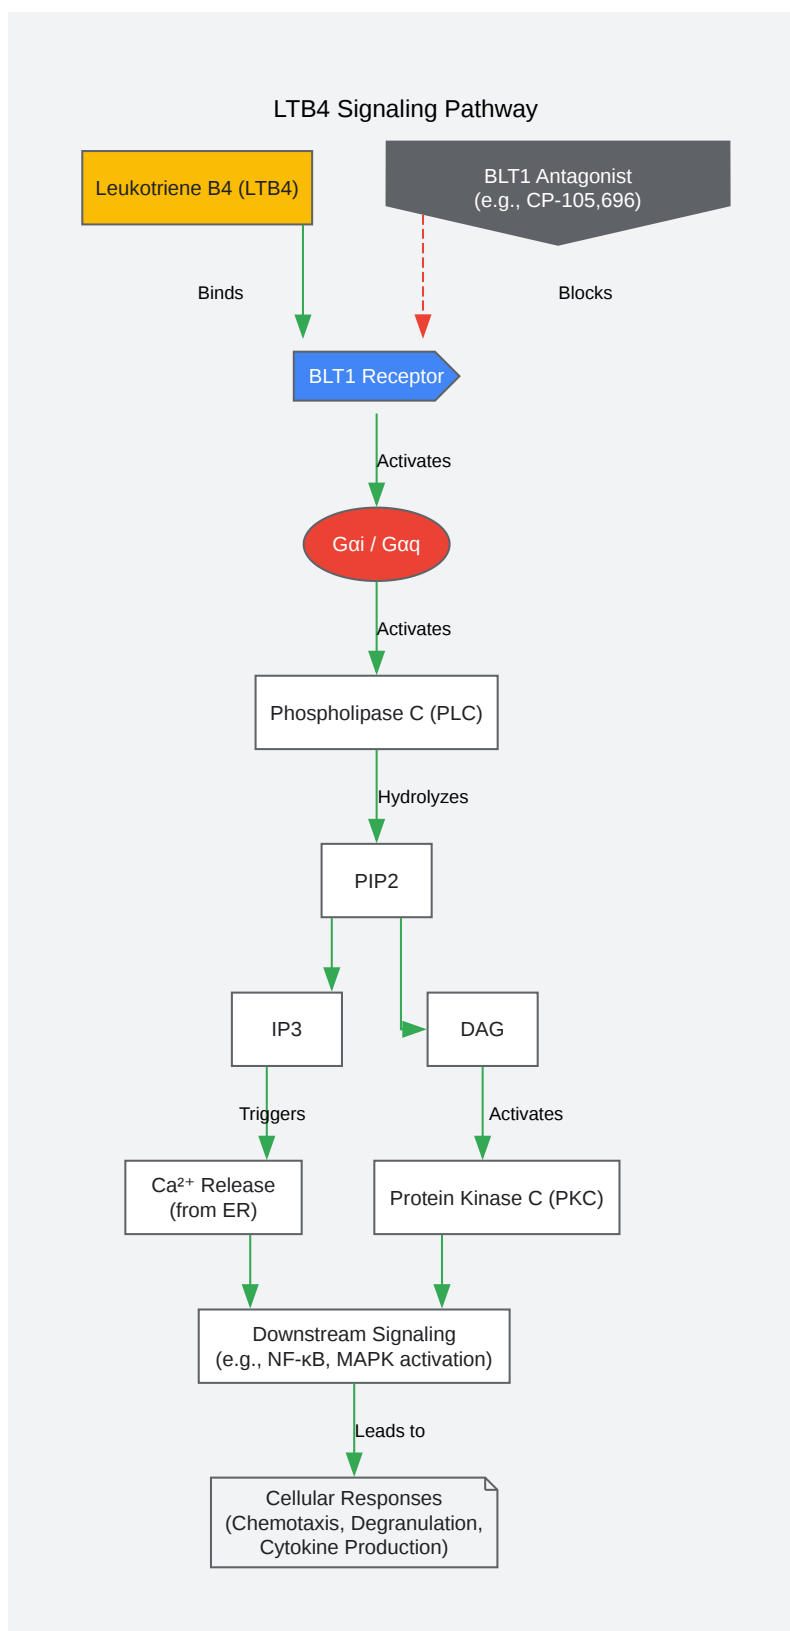 LTB4 Signaling Pathway
Leukotriene B4 (LTB4)
BLT1 Antagonist
(e.g., CP-105,696)
Binds
Blocks
BLT1 Receptor
Activates
Gαi / Gαq
Activates
Phospholipase C (PLC)
Hydrolyzes
PIP2
IP3
DAG
Triggers
Activates
Ca²⁺ Release
(from ER)
Protein Kinase C (PKC)
Downstream Signaling
(e.g., NF-κB, MAPK activation)
Leads to
Cellular Responses
(Chemotaxis, Degranulation,
Cytokine Production)